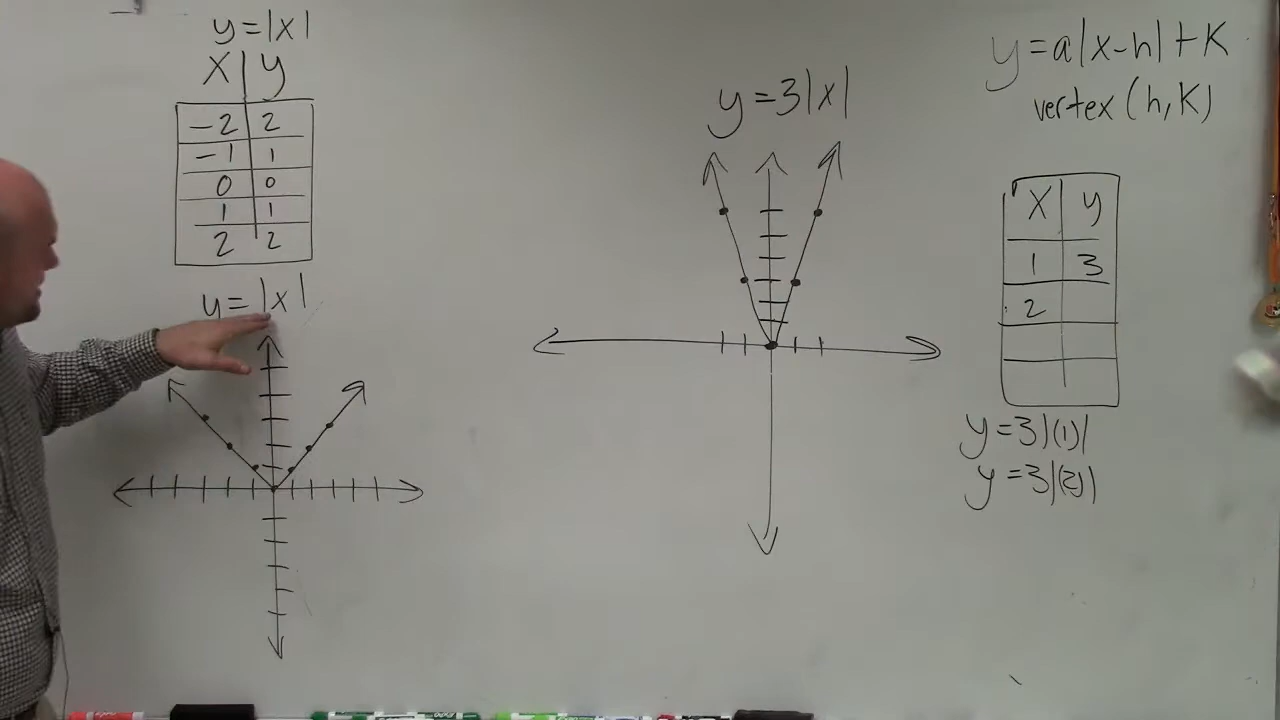 y=|x|
x y
-2 2
-1 1
0 0
1 1
2 2
y=|x|
y=3|x|
y=a|x-h|+K
vertex (h,K)
x y
1 3
2
y=3|(1)|
y=3|(2)|